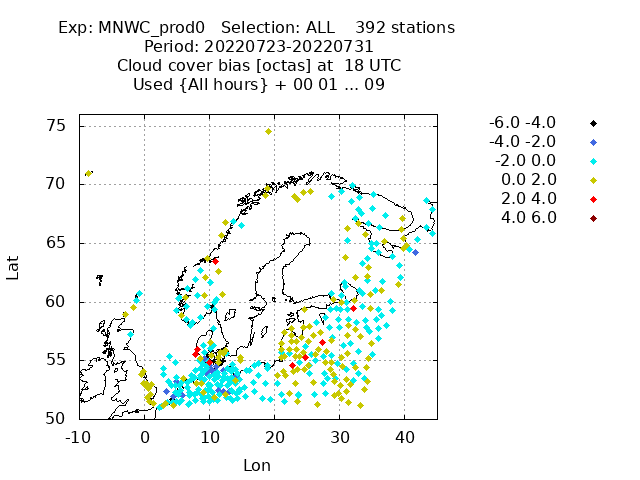 Exp: MNWC_prod0   Selection: ALL    392 stations
Period: 20220723-20220731
Cloud cover bias [octas] at  18 UTC
Used {All hours} + 00 01 ... 09
-6.0 -4.0
-4.0 -2.0
-2.0 0.0
0.0 2.0
2.0 4.0
4.0 6.0
75
70
65
60
55
50
Lat
-10 0 10 20 30 40
Lon